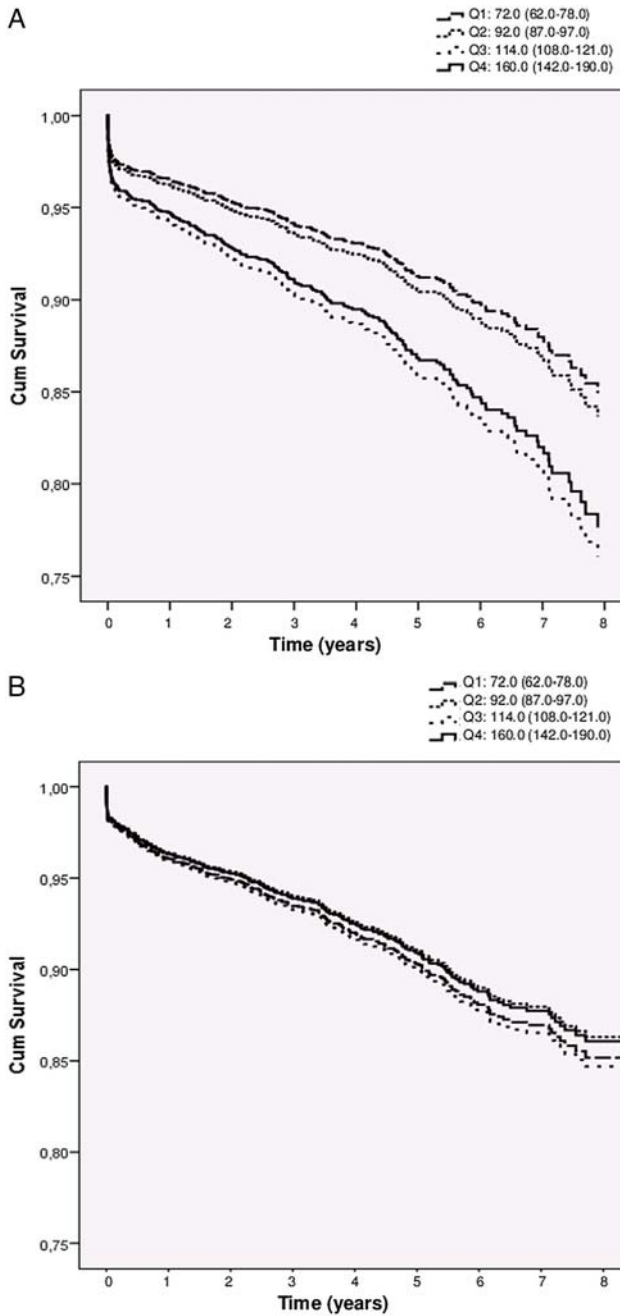 A
Q1: 72.0 (62.0-78.0)
Q2: 92.0 (87.0-97.0)
Q3: 114.0 (108.0-121.0)
Q4: 160.0 (142.0-190.0)
1,00
0,95
0,90
0,85
0,80
0,75
Cum Survival
0 1 2 3 4 5 6 7 8
Time (years)
B
Q1: 72.0 (62.0-78.0)
Q2: 92.0 (87.0-97.0)
Q3: 114.0 (108.0-121.0)
Q4: 160.0 (142.0-190.0)
1,00
0,95
0,90
0,85
0,80
0,75
Cum Survival
0 1 2 3 4 5 6 7 8
Time (years)